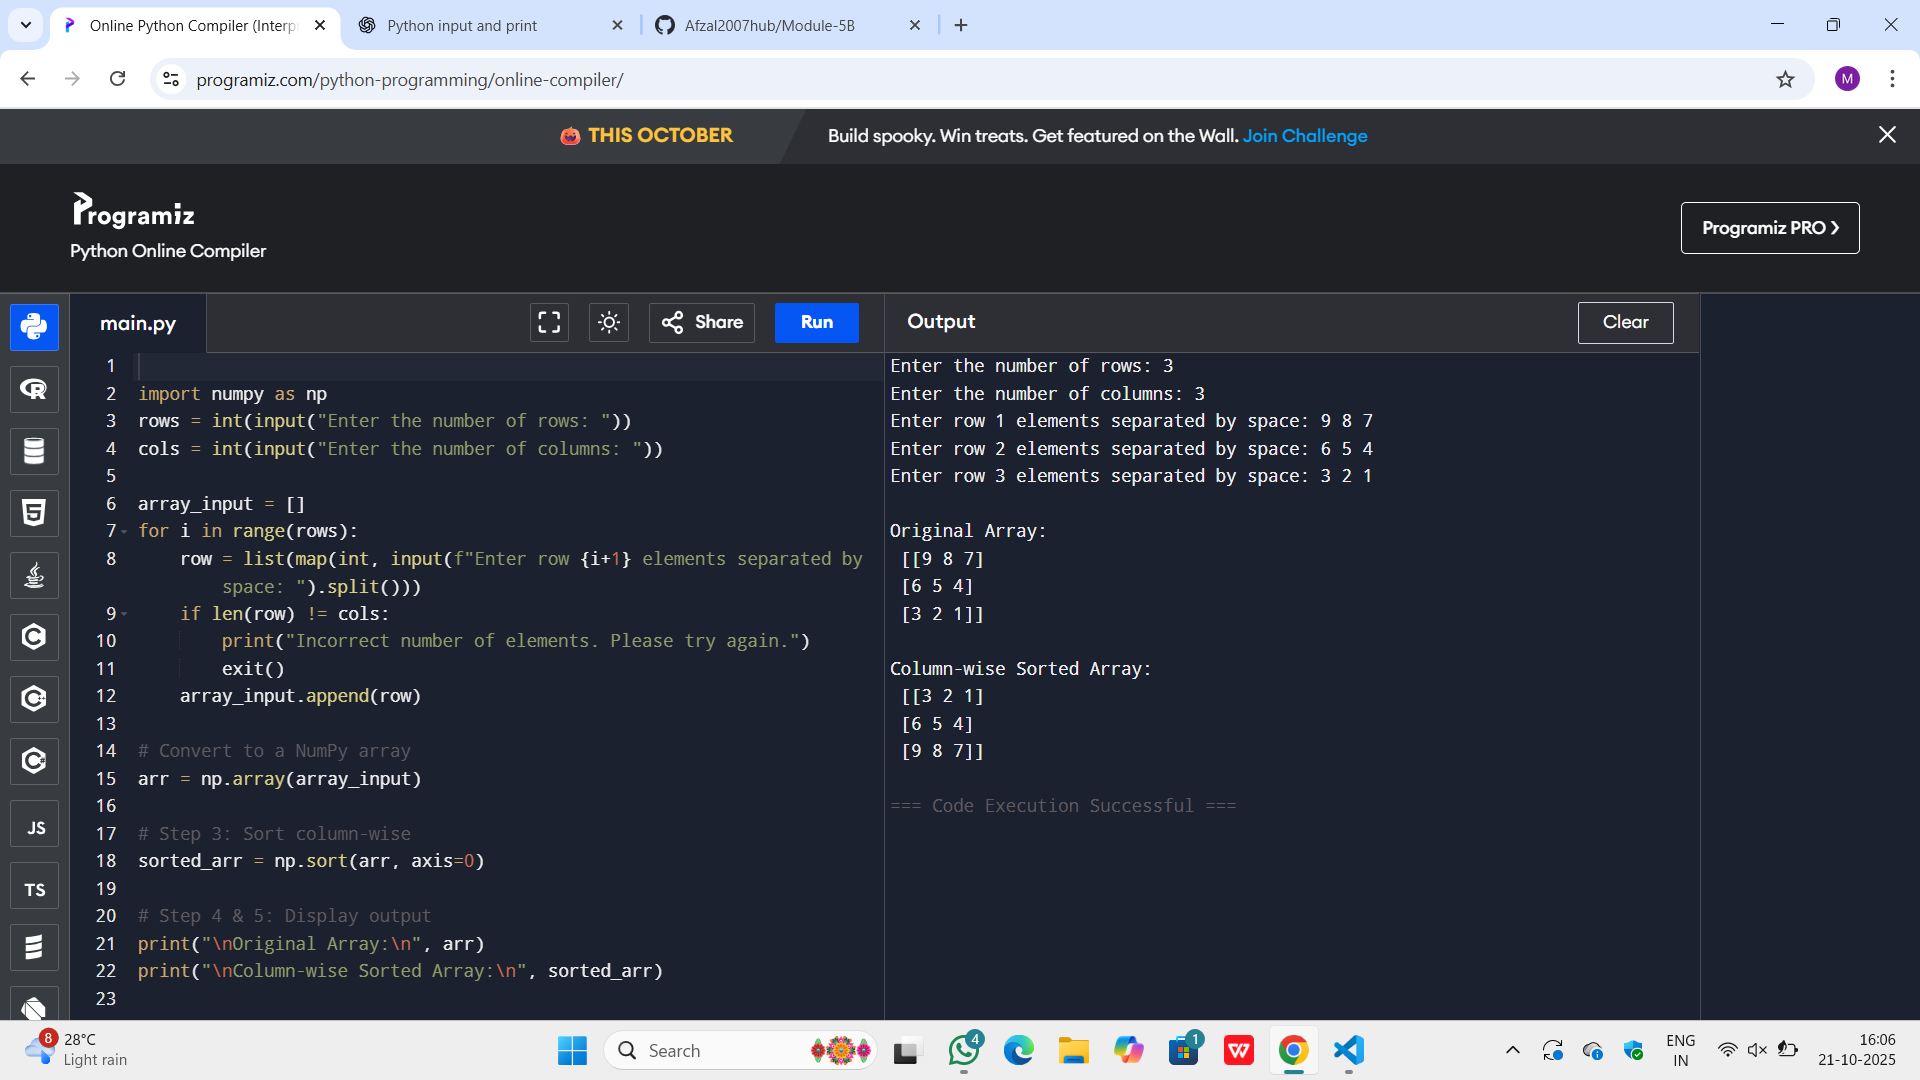 Online Python Compiler (Interp
Python input and print
Afzal2007hub/Module-5B
programiz.com/python-programming/online-compiler/
M
THIS OCTOBER
Build spooky. Win treats. Get featured on the Wall. Join Challenge
Programiz
Python Online Compiler
Programiz PRO ❯
main.py
Share
Run
Output
Clear
1
2 import numpy as np
3 rows = int(input("Enter the number of rows: "))
4 cols = int(input("Enter the number of columns: "))
5
6 array_input = []
7 for i in range(rows):
8 row = list(map(int, input(f"Enter row {i+1} elements separated by
space: ").split()))
9 if len(row) != cols:
10 print("Incorrect number of elements. Please try again.")
11 exit()
12 array_input.append(row)
13
14 # Convert to a NumPy array
15 arr = np.array(array_input)
16
17 # Step 3: Sort column-wise
18 sorted_arr = np.sort(arr, axis=0)
19
20 # Step 4 & 5: Display output
21 print("\nOriginal Array:\n", arr)
22 print("\nColumn-wise Sorted Array:\n", sorted_arr)
23
Enter the number of rows: 3
Enter the number of columns: 3
Enter row 1 elements separated by space: 9 8 7
Enter row 2 elements separated by space: 6 5 4
Enter row 3 elements separated by space: 3 2 1
Original Array:
[[9 8 7]
[6 5 4]
[3 2 1]]
Column-wise Sorted Array:
[[3 2 1]
[6 5 4]
[9 8 7]]
=== Code Execution Successful ===
R
5
C
C
C
JS
TS
8
28°C
Light rain
Search
4
1
W
ENG
IN
16:06
21-10-2025